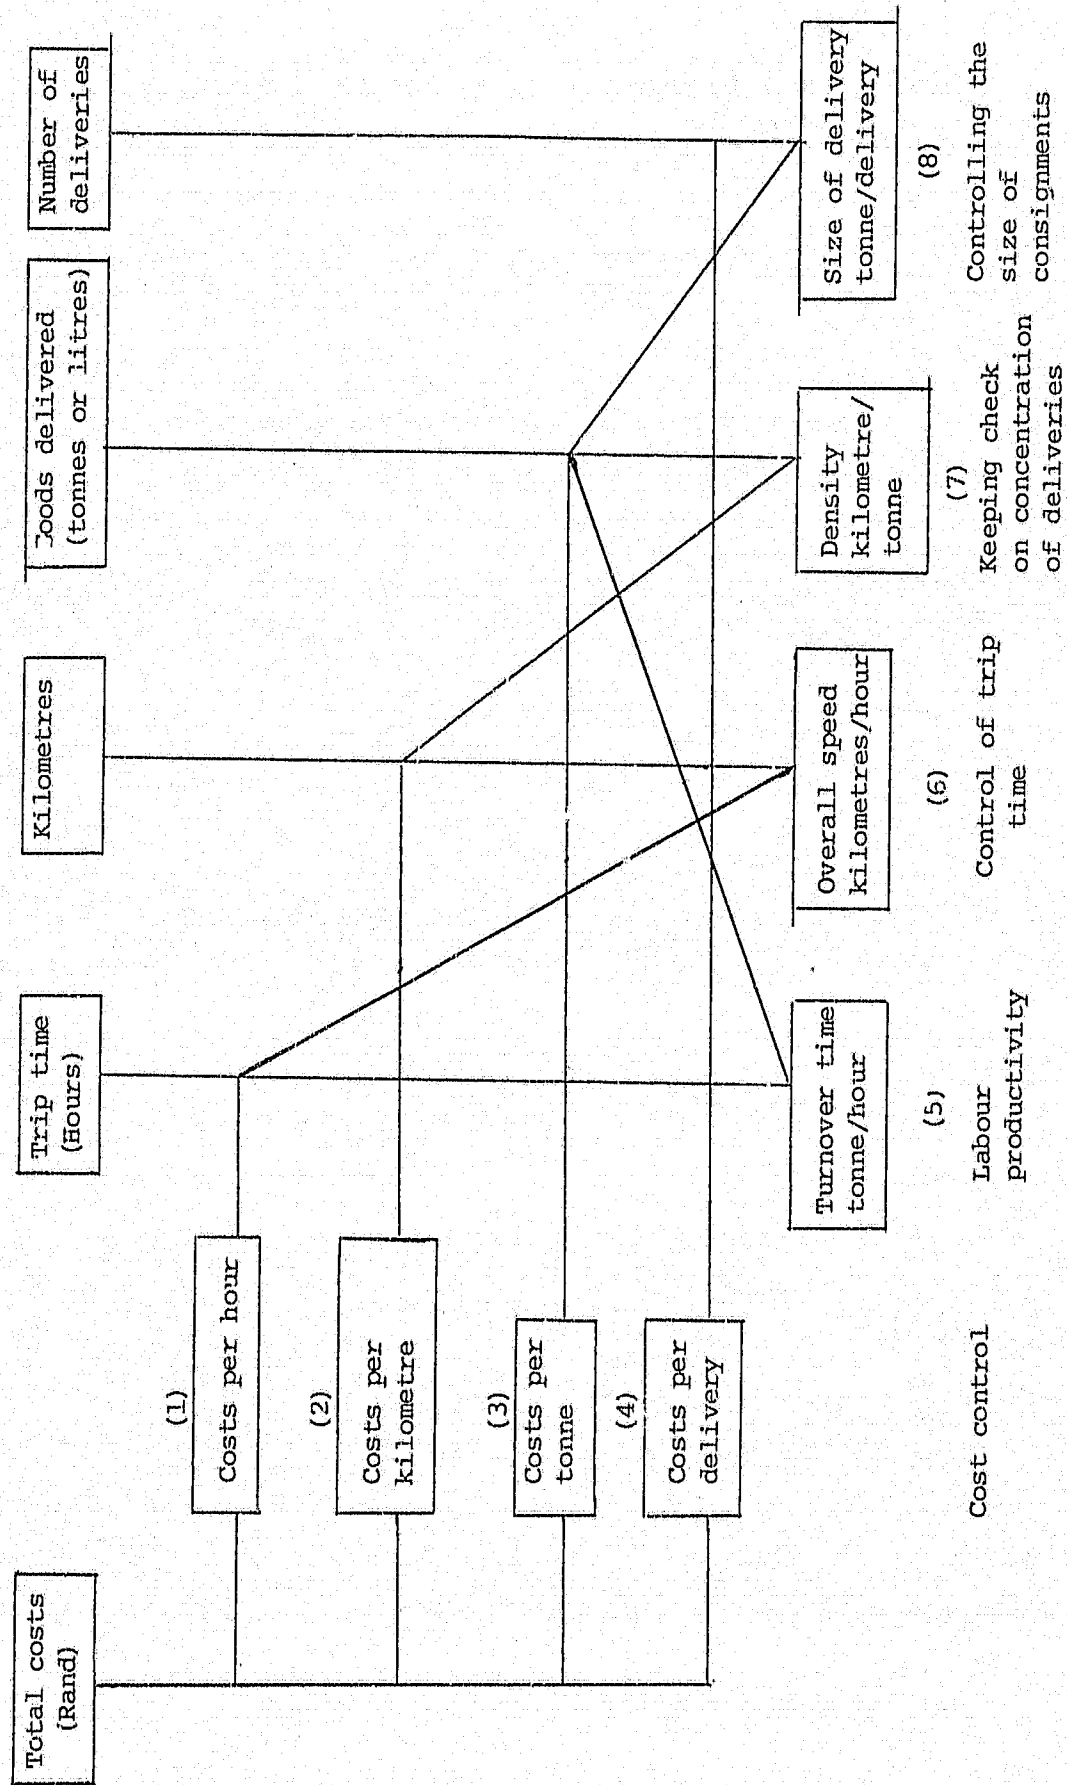 Total costs
(Rand)
Trip time
(Hours)
Kilometres
Goods delivered
(tonnes or litres)
Number of
deliveries
(1)
Costs per hour
(2)
Costs per
kilometre
(3)
Costs per
tonne
(4)
Costs per
delivery
Turnover time
tonne/hour
Overall speed
kilometres/hour
Density
kilometre/
tonne
Size of delivery
tonne/delivery
(5)
(6)
(7)
(8)
Cost control
Labour
productivity
Control of trip
time
Keeping check
on concentration
of deliveries
Controlling the
size of
consignments